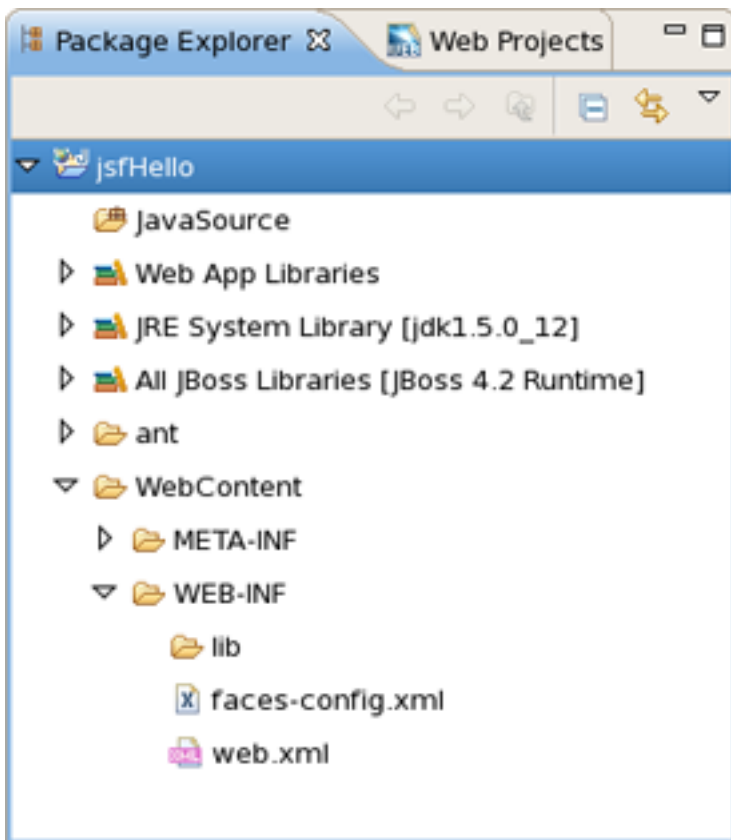 Package Explorer Web Projects
jsfHello
JavaSource
Web App Libraries
JRE System Library [jdk1.5.0_12]
All JBoss Libraries [JBoss 4.2 Runtime]
ant
WebContent
META-INF
WEB-INF
lib
faces-config.xml
web.xml